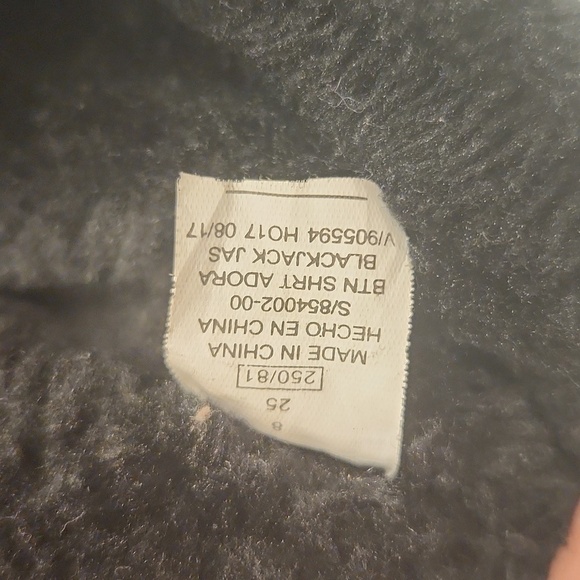 8
25
250/81
MADE IN CHINA
HECHO EN CHINA
S/854002-00
BTN SHRT ADORA
BLACKJACK JAS
V/905594 HO17 08/17